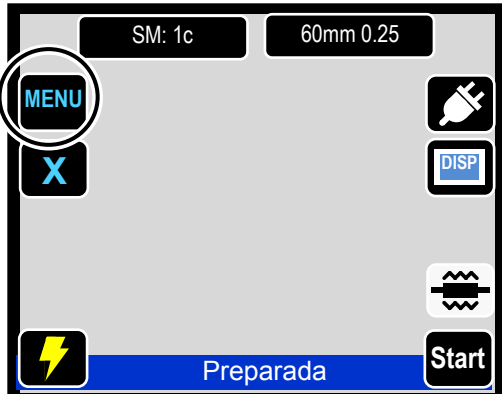 SM: 1c
60mm 0.25
MENU
X
DISP
Preparada
Start